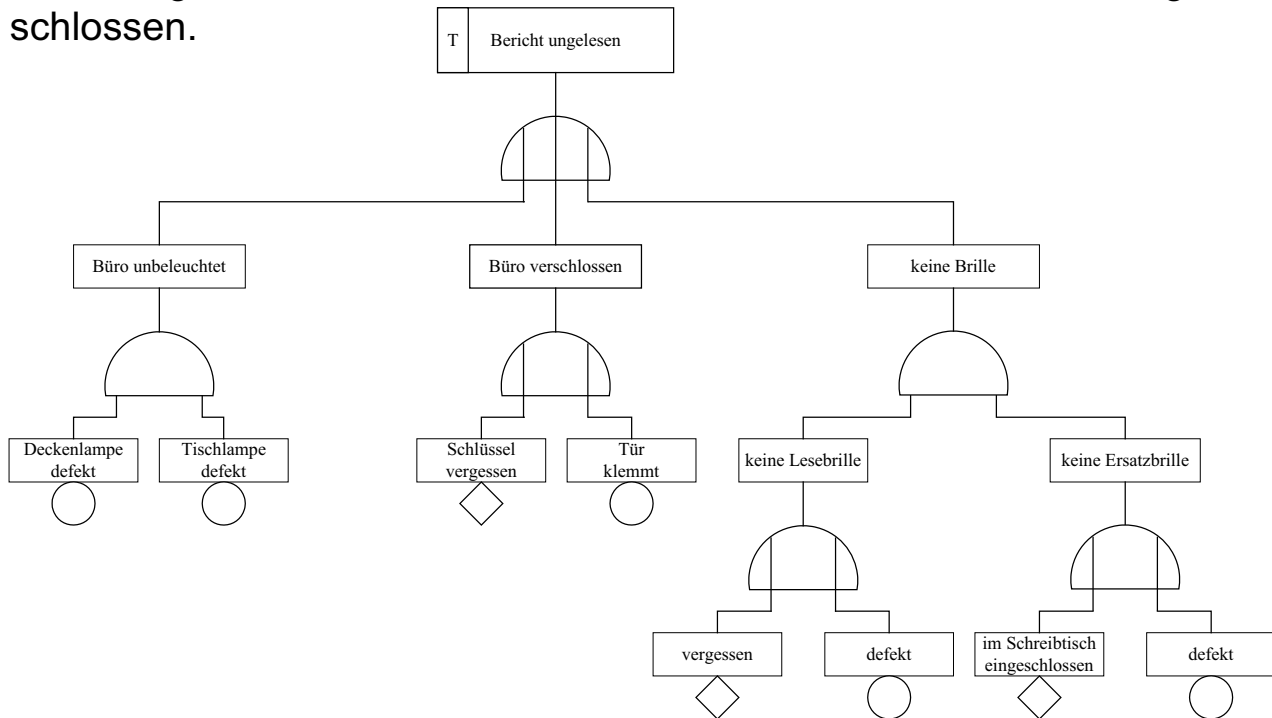 schlossen.
T Bericht ungelesen
Büro unbeleuchtet
Büro verschlossen
keine Brille
Deckenlampe
defekt
Tischlampe
defekt
Schlüssel
vergessen
Tür
klemmt
keine Lesebrille
keine Ersatzbrille
vergessen
defekt
im Schreibtisch
eingeschlossen
defekt